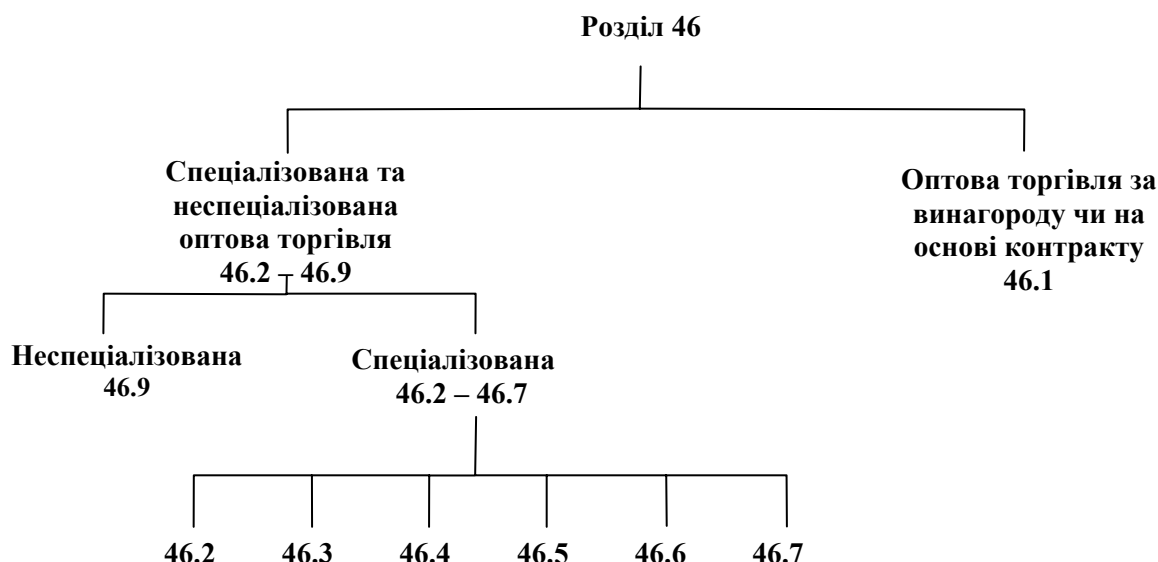 Розділ 46
Спеціалізована та
неспеціалізована
оптова торгівля
46.2 – 46.9
Оптова торгівля за
винагороду чи на
основі контракту
46.1
Неспеціалізована
46.9
Спеціалізована
46.2 – 46.7
46.2 46.3 46.4 46.5 46.6 46.7